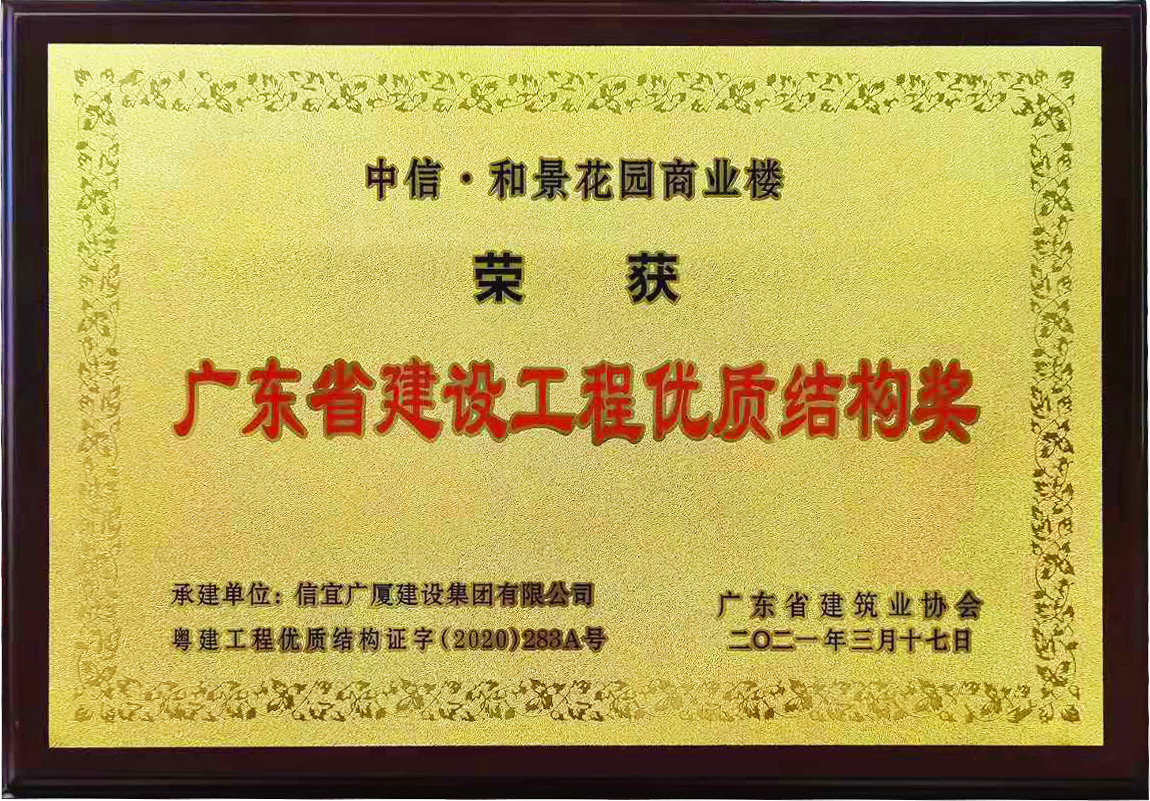 中信·和景花园商业楼
荣 获
广东省建设工程优质结构奖
承建单位：信宜广厦建设集团有限公司
粤建工程优质结构证字(2020)283A号
广东省建筑业协会
二〇二一年三月十七日